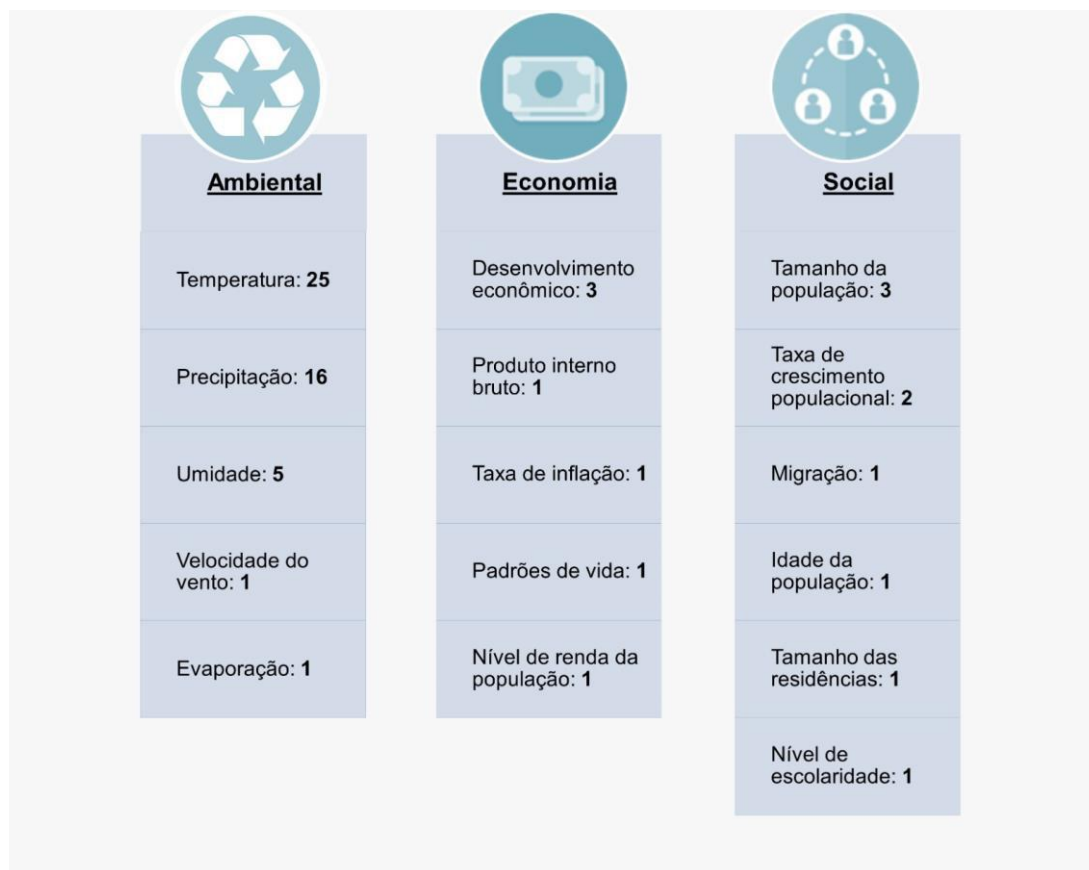 Ambiental
Temperatura: 25
Precipitação: 16
Umidade: 5
Velocidade do
vento: 1
Evaporação: 1
Economia
Desenvolvimento
econômico: 3
Produto interno
bruto: 1
Taxa de inflação: 1
Padrões de vida: 1
Nível de renda da
população: 1
Social
Tamanho da
população: 3
Taxa de
crescimento
populacional: 2
Migração: 1
Idade da
população: 1
Tamanho das
residências: 1
Nível de
escolaridade: 1